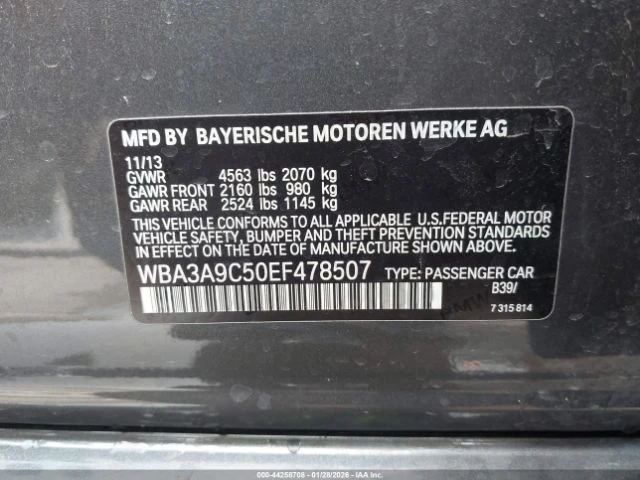 MFD BY BAYERISCHE MOTOREN WERKE AG
11/13
GVWR 4563 lbs 2070 kg
GAWR FRONT 2160 lbs 980 kg
GAWR REAR 2524 lbs 1145 kg
THIS VEHICLE CONFORMS TO ALL APPLICABLE U.S.FEDERAL MOTOR
VEHICLE SAFETY, BUMPER AND THEFT PREVENTION STANDARDS
IN EFFECT ON THE DATE OF MANUFACTURE SHOWN ABOVE.
WBA3A9C50EF478507 TYPE: PASSENGER CAR
B39/
BMW
7 315 814
000-44258708 - 01/28/2026 - IAAI.COM